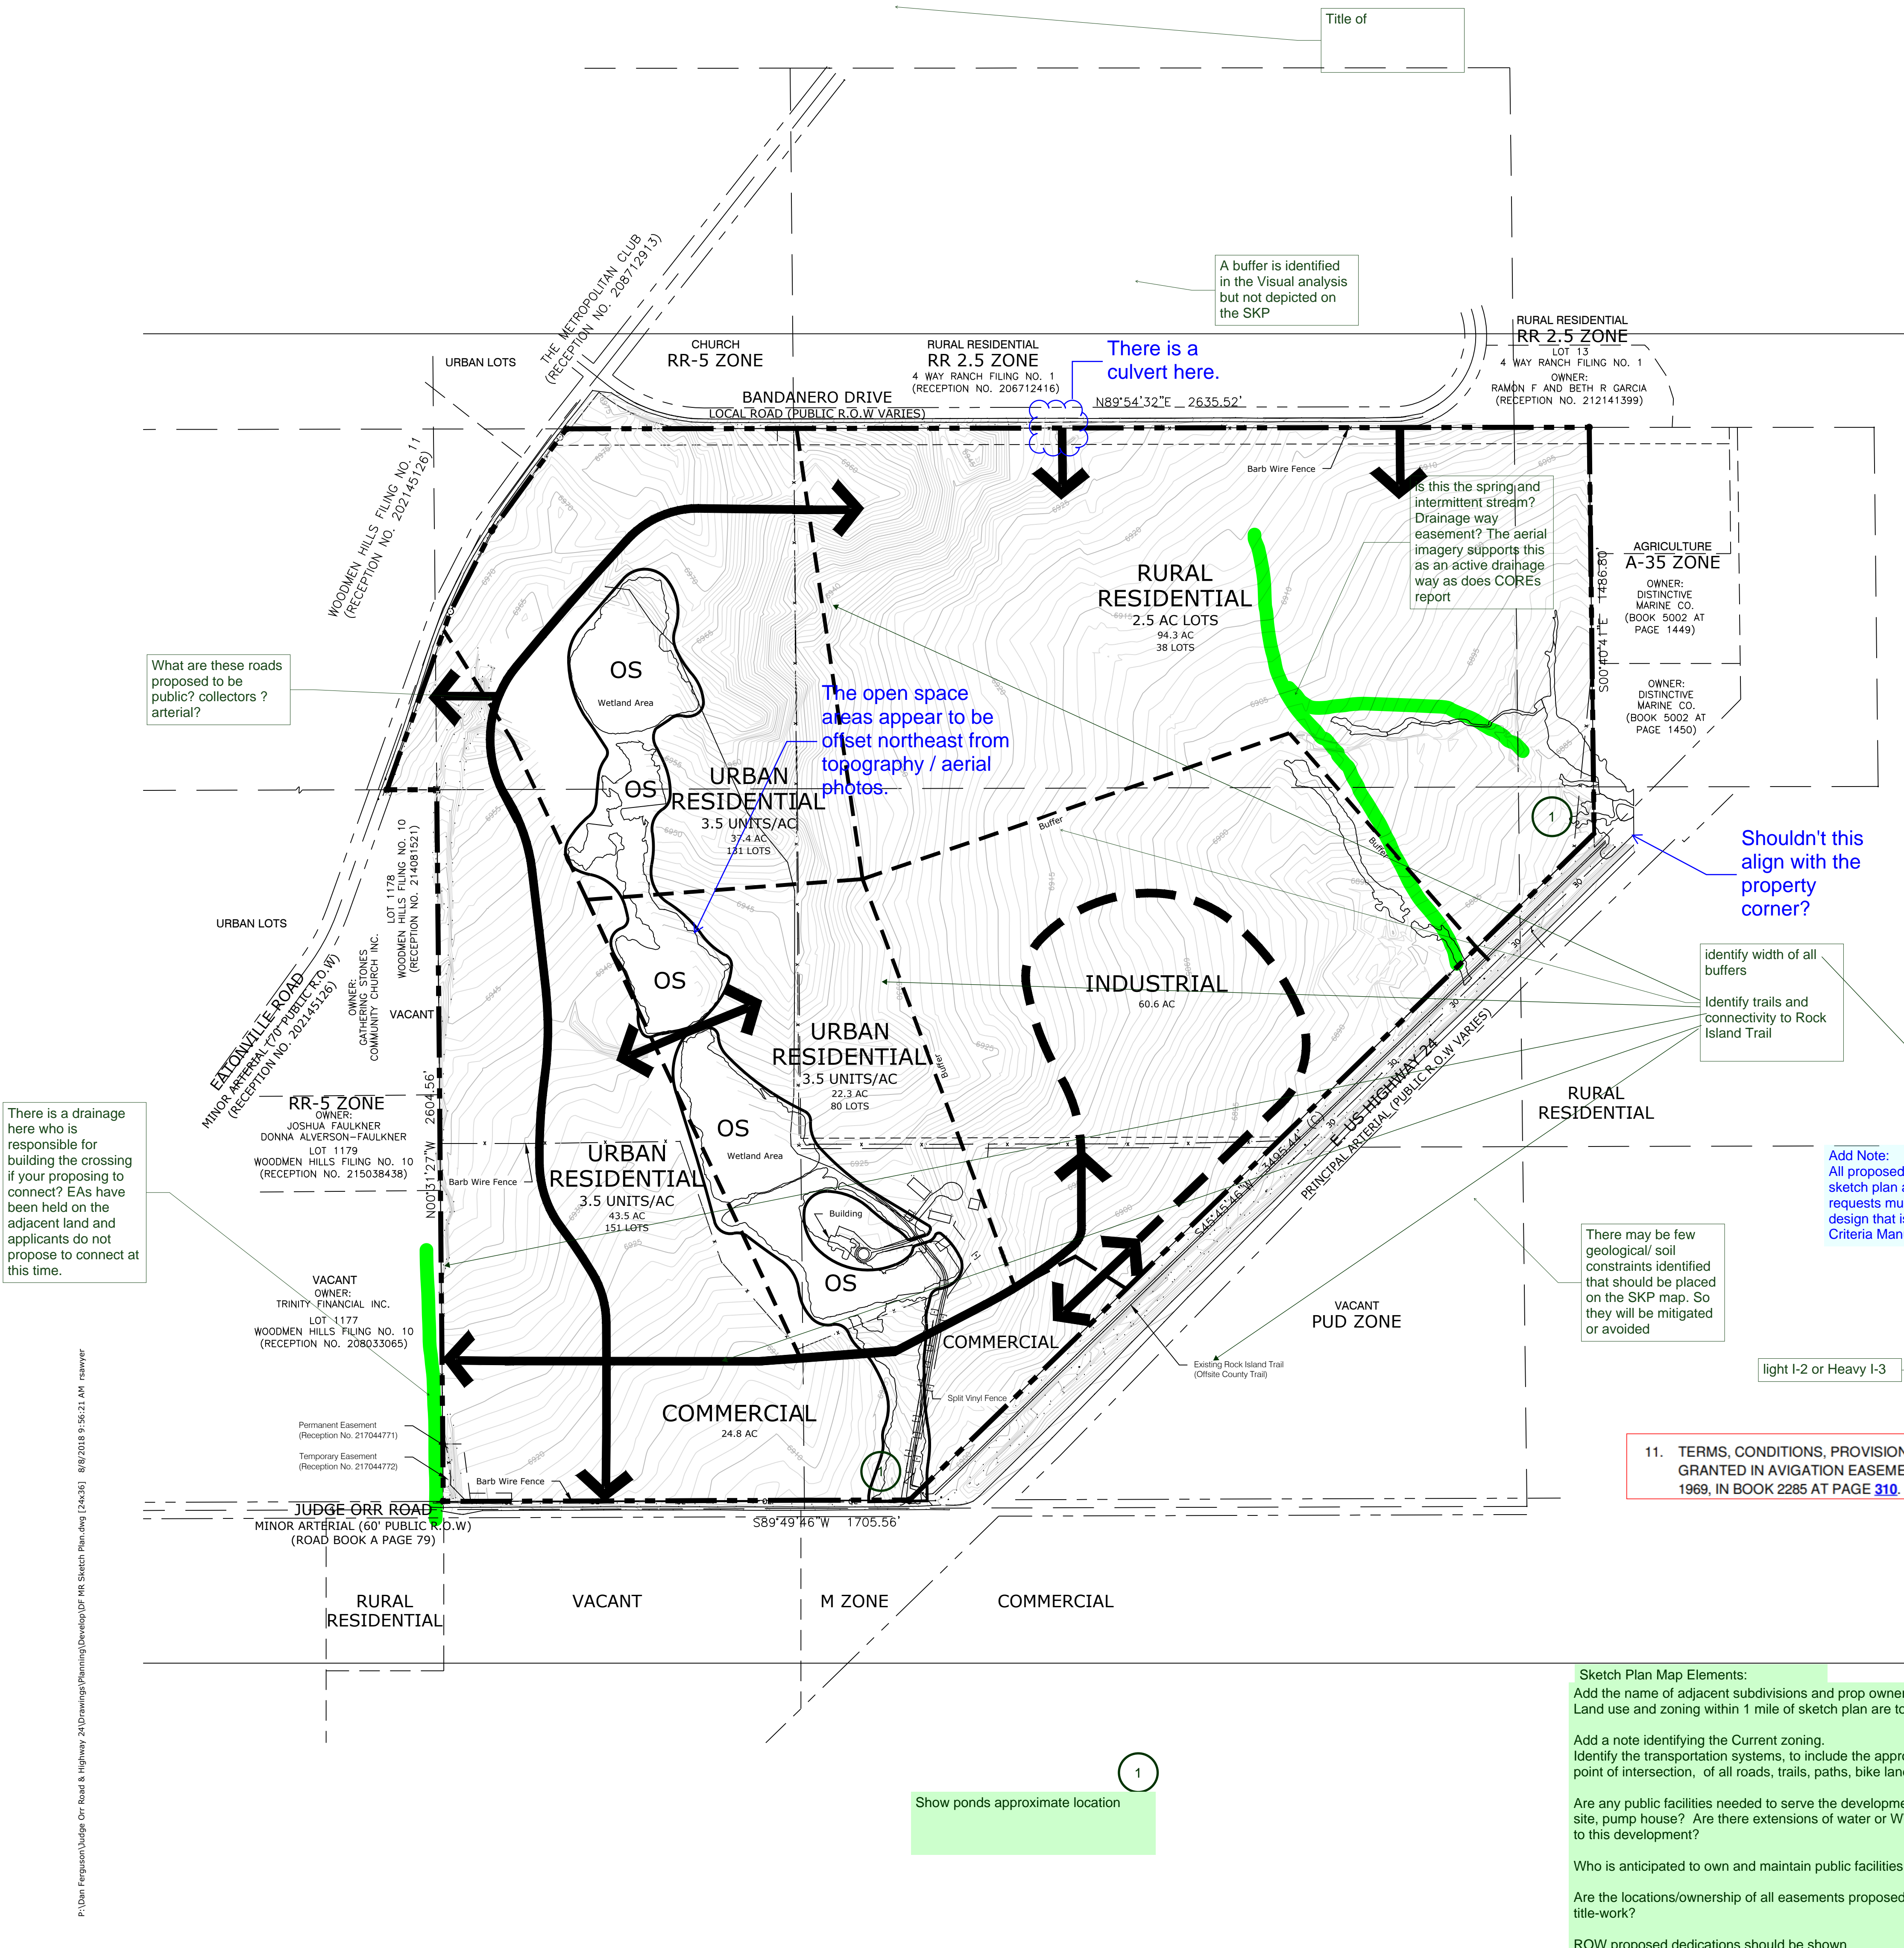 Title of
A buffer is identified
in the Visual analysis
but not depicted on
the SKP
THE METROPOLITAN CLUB
(RECEPTION NO. 208712913)
URBAN LOTS
CHURCH
RR-5 ZONE
RURAL RESIDENTIAL
RR 2.5 ZONE
4 WAY RANCH FILING NO. 1
(RECEPTION NO. 206712416)
There is a
culvert here.
RURAL RESIDENTIAL
RR 2.5 ZONE
LOT 13
4 WAY RANCH FILING NO. 1
OWNER:
RAMON F AND BETH R GARCIA
(RECEPTION NO. 212141399)
BANDANERO DRIVE
LOCAL ROAD (PUBLIC R.O.W VARIES)
N89°54'32"E 2635.52'
WOODMEN HILLS FILING NO. 11
(RECEPTION NO. 202145126)
Barb Wire Fence
Is this the spring and
intermittent stream?
Drainage way
easement? The aerial
imagery supports this
as an active drainage
way as does COREs
report
S00°40'41"E 1486.80'
AGRICULTURE
A-35 ZONE
OWNER:
DISTINCTIVE
MARINE CO.
(BOOK 5002 AT
PAGE 1449)
OWNER:
DISTINCTIVE
MARINE CO.
(BOOK 5002 AT
PAGE 1450)
RURAL
RESIDENTIAL
2.5 AC LOTS
94.3 AC
38 LOTS
What are these roads
proposed to be
public? collectors ?
arterial?
OS
Wetland Area
The open space
areas appear to be
offset northeast from
topography / aerial
photos.
OS
URBAN
RESIDENTIAL
3.5 UNITS/AC
37.4 AC
131 LOTS
Buffer
Buffer
1
Shouldn't this
align with the
property
corner?
LOT 1178
WOODMEN HILLS FILING NO. 10
(RECEPTION NO. 214081521)
OWNER:
GATHERING STONES
COMMUNITY CHURCH INC.
URBAN LOTS
VACANT
EATONVILLE ROAD
MINOR ARTERIAL (70' PUBLIC R.O.W)
(RECEPTION NO. 202145126)
OS
INDUSTRIAL
60.6 AC
identify width of all
buffers
Identify trails and
connectivity to Rock
Island Trail
URBAN
RESIDENTIAL
3.5 UNITS/AC
22.3 AC
80 LOTS
Buffer
E. US HIGHWAY 24
PRINCIPAL ARTERIAL (PUBLIC R.O.W VARIES)
S45°45'46"W 3495.44' (C)
RURAL
RESIDENTIAL
There is a drainage
here who is
responsible for
building the crossing
if your proposing to
connect? EAs have
been held on the
adjacent land and
applicants do not
propose to connect at
this time.
RR-5 ZONE
OWNER:
JOSHUA FAULKNER
DONNA ALVERSON-FAULKNER
LOT 1179
WOODMEN HILLS FILING NO. 10
(RECEPTION NO. 215038438)
N00°31'27"W 2604.56'
Barb Wire Fence
URBAN
RESIDENTIAL
3.5 UNITS/AC
43.5 AC
151 LOTS
OS
Wetland Area
Building
OS
Add Note:
All proposed
sketch plan a
requests mu
design that is
Criteria Man
There may be few
geological/ soil
constraints identified
that should be placed
on the SKP map. So
they will be mitigated
or avoided
VACANT
OWNER:
TRINITY FINANCIAL INC.
LOT 1177
WOODMEN HILLS FILING NO. 10
(RECEPTION NO. 208033065)
VACANT
PUD ZONE
COMMERCIAL
Existing Rock Island Trail
(Offsite County Trail)
light I-2 or Heavy I-3
Split Vinyl Fence
COMMERCIAL
24.8 AC
Permanent Easement
(Reception No. 217044771)
Temporary Easement
(Reception No. 217044772)
Barb Wire Fence
1
11. TERMS, CONDITIONS, PROVISION
GRANTED IN AVIGATION EASEME
1969, IN BOOK 2285 AT PAGE 310.
JUDGE ORR ROAD
MINOR ARTERIAL (60' PUBLIC R.O.W)
(ROAD BOOK A PAGE 79)
S89°49'46"W 1705.56'
RURAL
RESIDENTIAL
VACANT
M ZONE
COMMERCIAL
P:\Dan Ferguson\Judge Orr Road & Highway 24\Drawings\Planning\Develop\DF MR Sketch Plan.dwg [24x36] 8/8/2018 9:56:21 AM rsawyer
1
Show ponds approximate location
Sketch Plan Map Elements:
Add the name of adjacent subdivisions and prop owner
Land use and zoning within 1 mile of sketch plan are to
Add a note identifying the Current zoning.
Identify the transportation systems, to include the appro
point of intersection, of all roads, trails, paths, bike lan
Are any public facilities needed to serve the developme
site, pump house? Are there extensions of water or W
to this development?
Who is anticipated to own and maintain public facilities
Are the locations/ownership of all easements proposed
title-work?
ROW proposed dedications should be shown